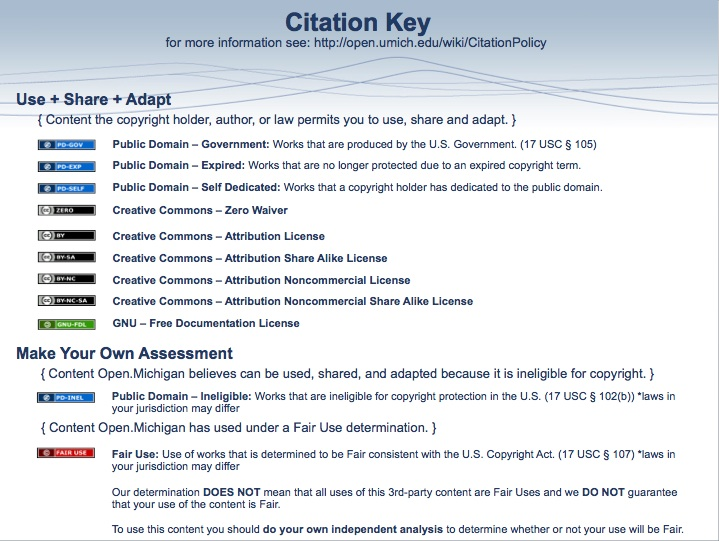 Citation Key
for more information see: http://open.umich.edu/wiki/CitationPolicy
Use + Share + Adapt
{ Content the copyright holder, author, or law permits you to use, share and adapt. }
PD-GOV Public Domain – Government: Works that are produced by the U.S. Government. (17 USC § 105)
PD-EXP Public Domain – Expired: Works that are no longer protected due to an expired copyright term.
PD-SELF Public Domain – Self Dedicated: Works that a copyright holder has dedicated to the public domain.
cc ZERO Creative Commons – Zero Waiver
cc BY Creative Commons – Attribution License
cc BY-SA Creative Commons – Attribution Share Alike License
cc BY-NC Creative Commons – Attribution Noncommercial License
cc BY-NC-SA Creative Commons – Attribution Noncommercial Share Alike License
GNU-FDL GNU – Free Documentation License
Make Your Own Assessment
{ Content Open.Michigan believes can be used, shared, and adapted because it is ineligible for copyright. }
PD-INEL Public Domain – Ineligible: Works that are ineligible for copyright protection in the U.S. (17 USC § 102(b)) *laws in
your jurisdiction may differ
{ Content Open.Michigan has used under a Fair Use determination. }
FAIR USE Fair Use: Use of works that is determined to be Fair consistent with the U.S. Copyright Act. (17 USC § 107) *laws in
your jurisdiction may differ
Our determination DOES NOT mean that all uses of this 3rd-party content are Fair Uses and we DO NOT guarantee
that your use of the content is Fair.
To use this content you should do your own independent analysis to determine whether or not your use will be Fair.